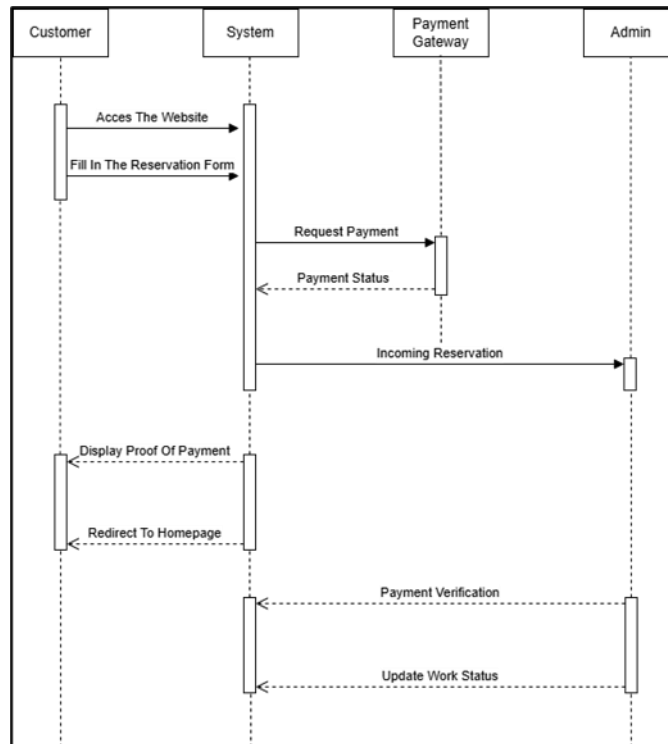 Customer
System
Payment
Gateway
Admin
Acces The Website
Fill In The Reservation Form
Request Payment
Payment Status
Incoming Reservation
Display Proof Of Payment
Redirect To Homepage
Payment Verification
Update Work Status